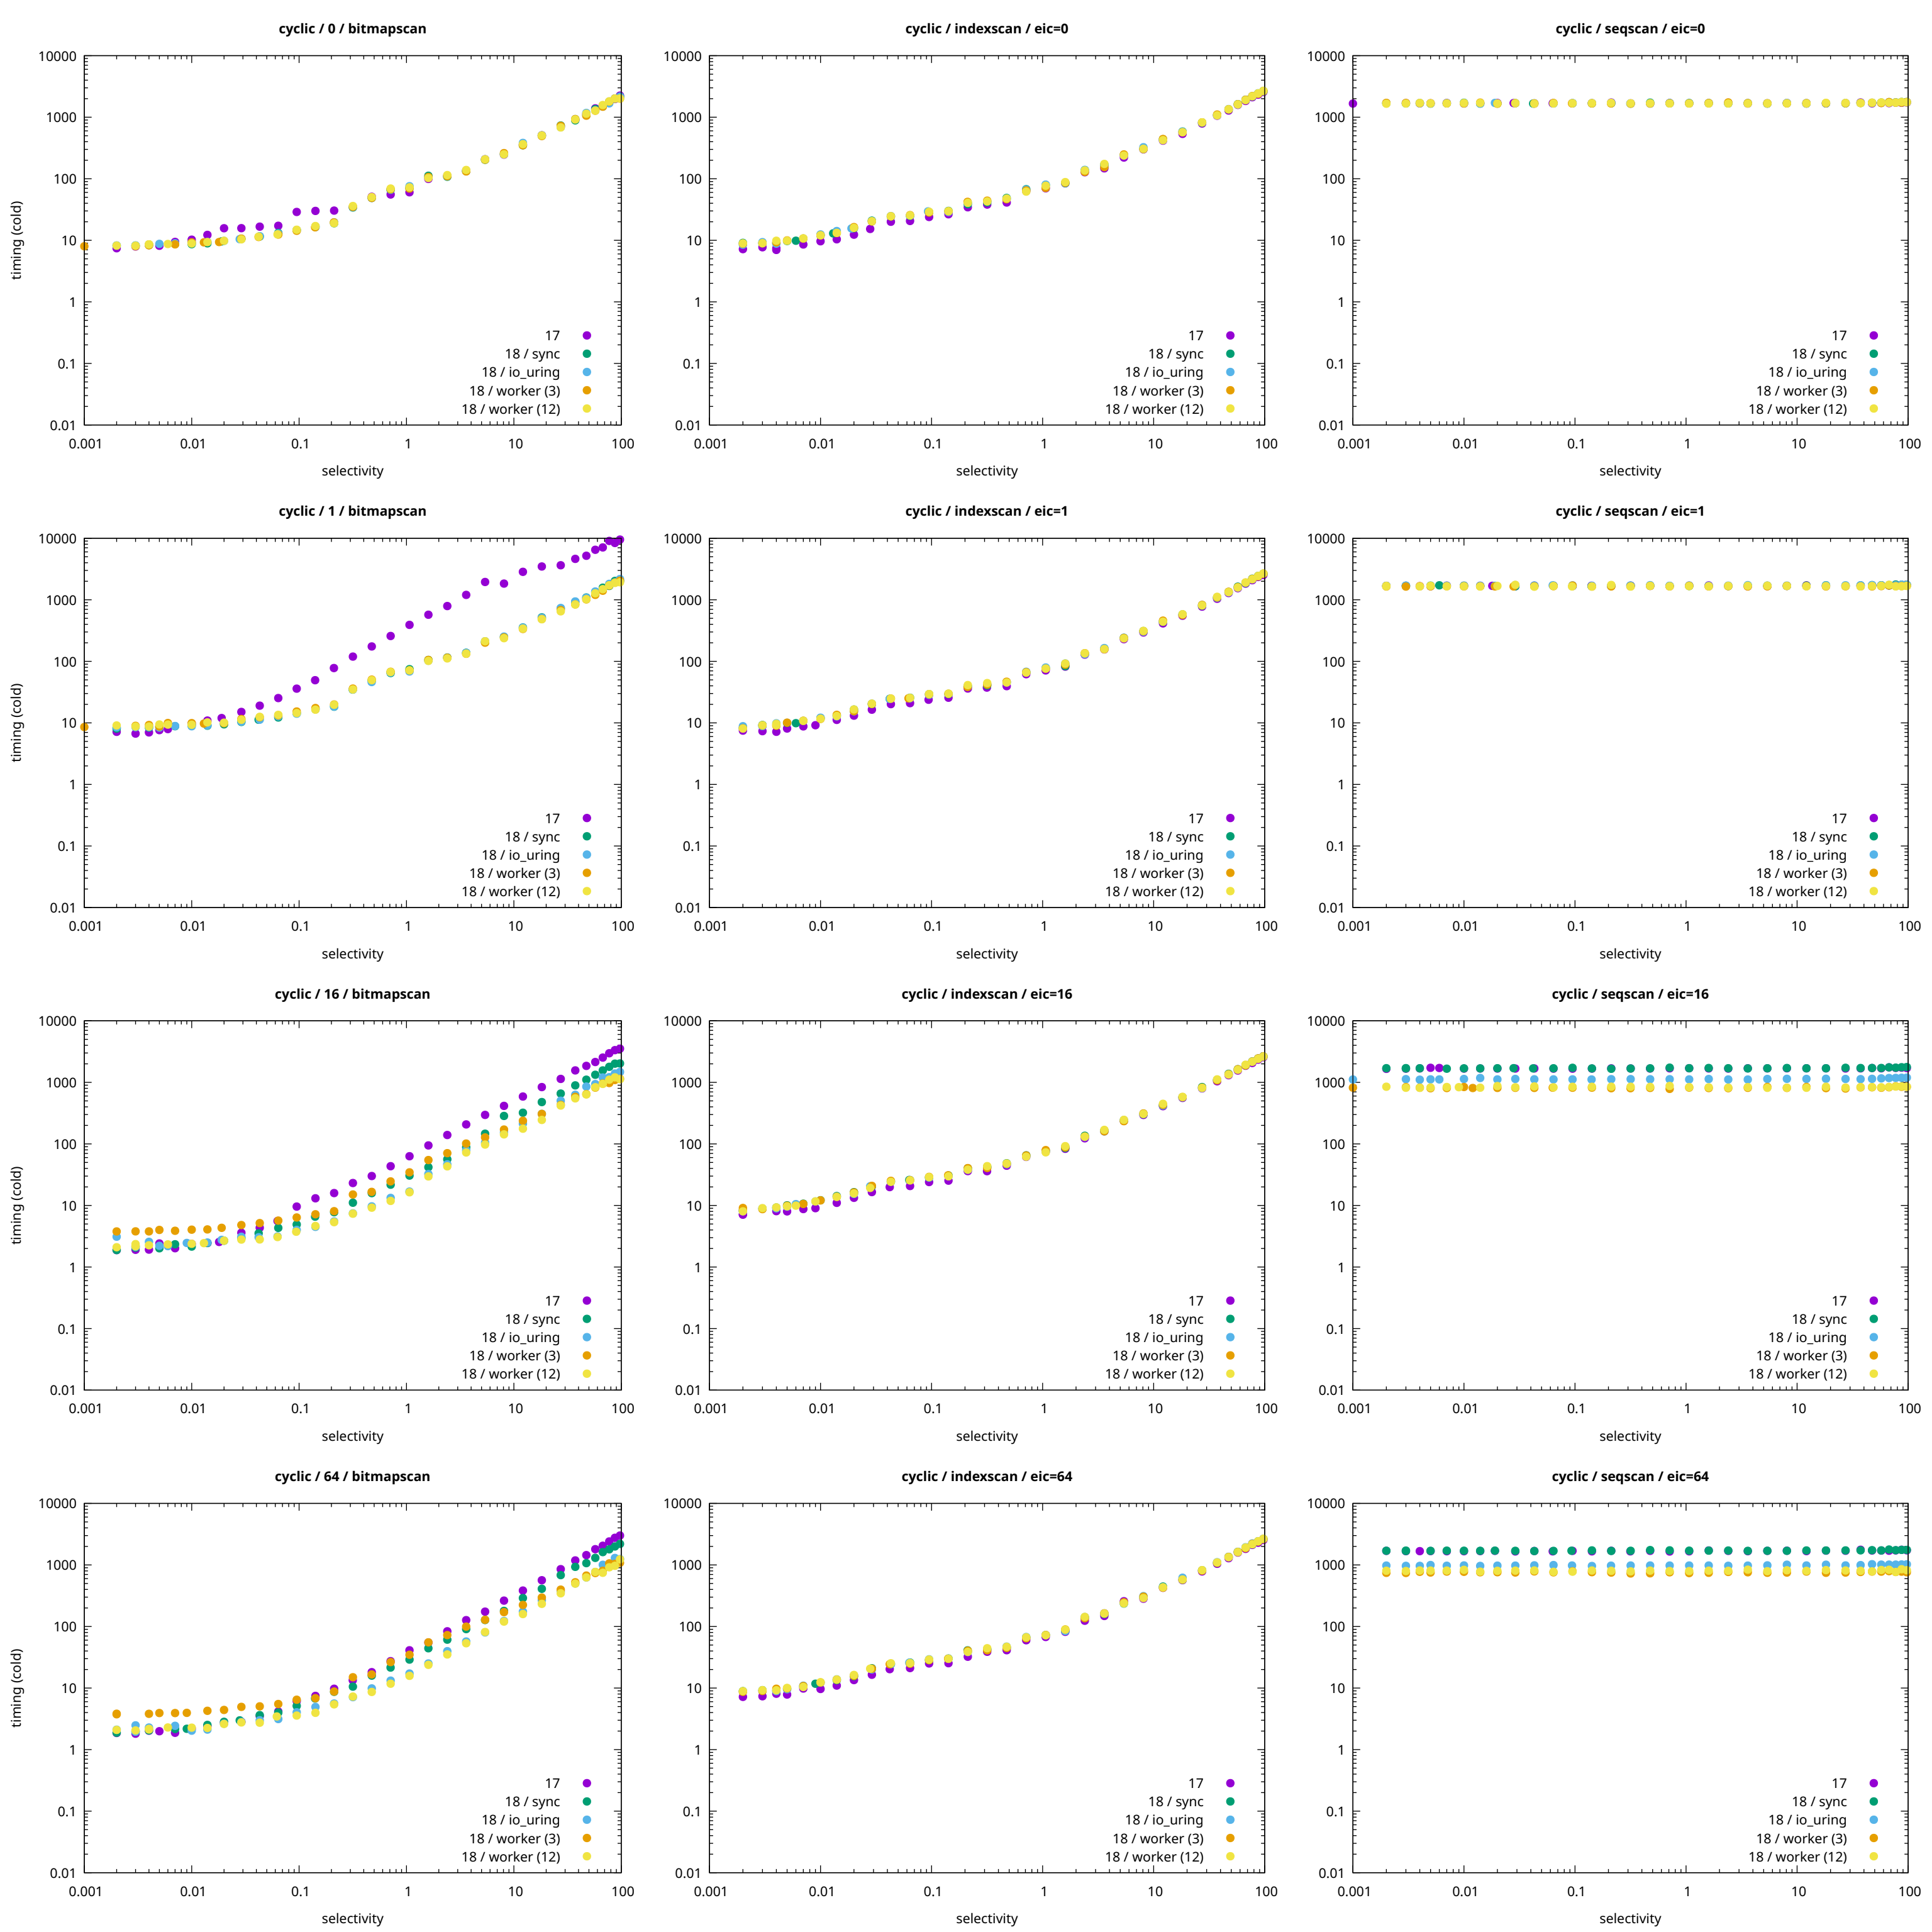 cyclic / 0 / bitmapscan
timing (cold)
10000
1000
100
10
1
0.1
0.01
17
18 / sync
18 / io_uring
18 / worker (3)
18 / worker (12)
0.001 0.01 0.1 1 10 100
selectivity
cyclic / indexscan / eic=0
10000
1000
100
10
1
0.1
0.01
17
18 / sync
18 / io_uring
18 / worker (3)
18 / worker (12)
0.001 0.01 0.1 1 10 100
selectivity
cyclic / seqscan / eic=0
10000
1000
100
10
1
0.1
0.01
17
18 / sync
18 / io_uring
18 / worker (3)
18 / worker (12)
0.001 0.01 0.1 1 10 100
selectivity
cyclic / 1 / bitmapscan
timing (cold)
10000
1000
100
10
1
0.1
0.01
17
18 / sync
18 / io_uring
18 / worker (3)
18 / worker (12)
0.001 0.01 0.1 1 10 100
selectivity
cyclic / indexscan / eic=1
10000
1000
100
10
1
0.1
0.01
17
18 / sync
18 / io_uring
18 / worker (3)
18 / worker (12)
0.001 0.01 0.1 1 10 100
selectivity
cyclic / seqscan / eic=1
10000
1000
100
10
1
0.1
0.01
17
18 / sync
18 / io_uring
18 / worker (3)
18 / worker (12)
0.001 0.01 0.1 1 10 100
selectivity
cyclic / 16 / bitmapscan
timing (cold)
10000
1000
100
10
1
0.1
0.01
17
18 / sync
18 / io_uring
18 / worker (3)
18 / worker (12)
0.001 0.01 0.1 1 10 100
selectivity
cyclic / indexscan / eic=16
10000
1000
100
10
1
0.1
0.01
17
18 / sync
18 / io_uring
18 / worker (3)
18 / worker (12)
0.001 0.01 0.1 1 10 100
selectivity
cyclic / seqscan / eic=16
10000
1000
100
10
1
0.1
0.01
17
18 / sync
18 / io_uring
18 / worker (3)
18 / worker (12)
0.001 0.01 0.1 1 10 100
selectivity
cyclic / 64 / bitmapscan
timing (cold)
10000
1000
100
10
1
0.1
0.01
17
18 / sync
18 / io_uring
18 / worker (3)
18 / worker (12)
0.001 0.01 0.1 1 10 100
selectivity
cyclic / indexscan / eic=64
10000
1000
100
10
1
0.1
0.01
17
18 / sync
18 / io_uring
18 / worker (3)
18 / worker (12)
0.001 0.01 0.1 1 10 100
selectivity
cyclic / seqscan / eic=64
10000
1000
100
10
1
0.1
0.01
17
18 / sync
18 / io_uring
18 / worker (3)
18 / worker (12)
0.001 0.01 0.1 1 10 100
selectivity